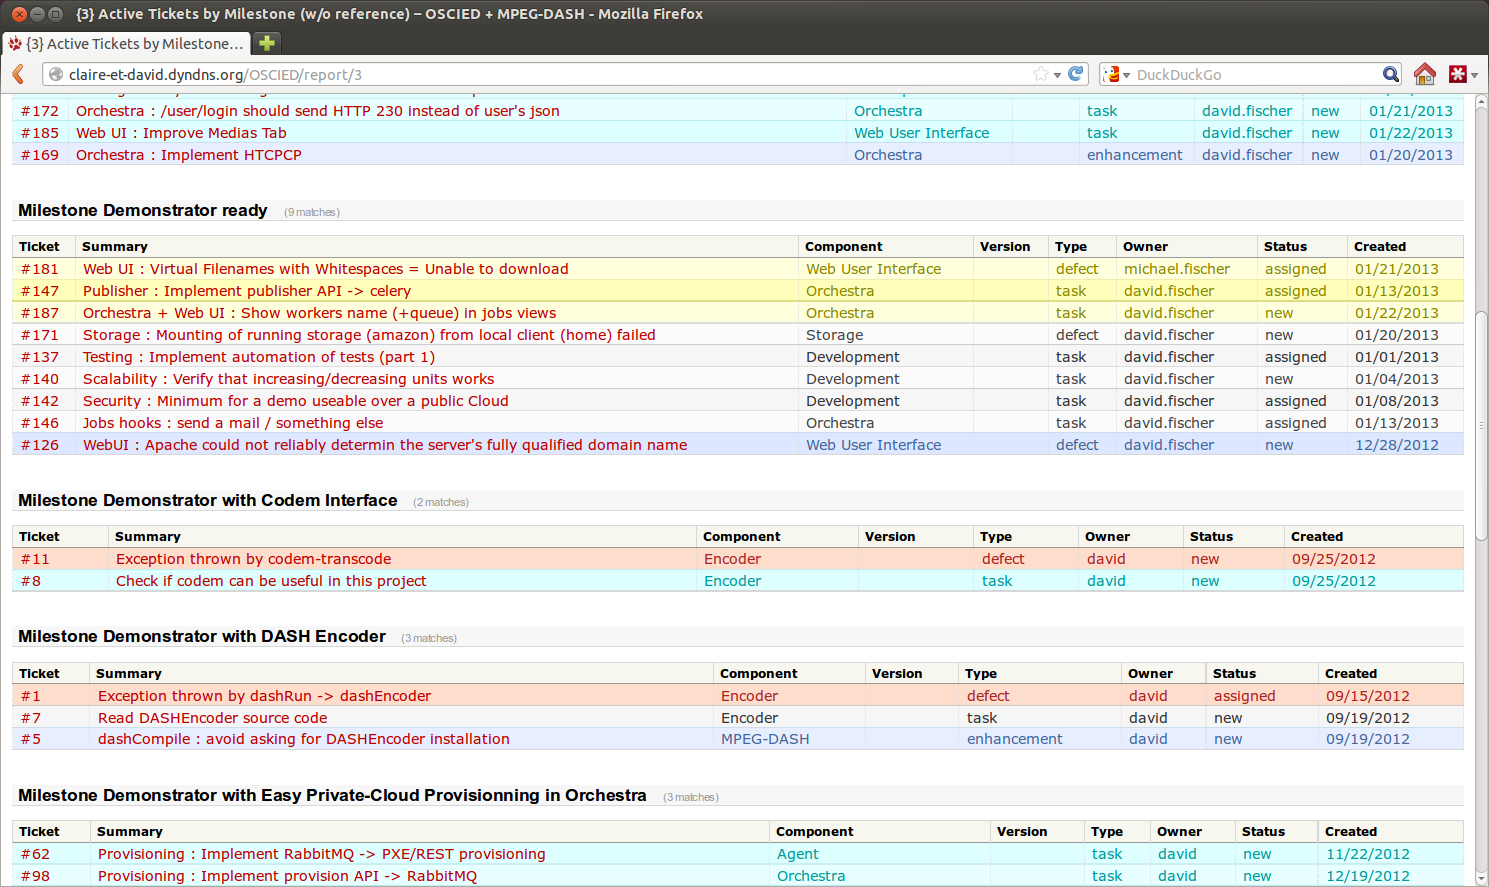 {3} Active Tickets by Milestone (w/o reference) – OSCIED + MPEG-DASH - Mozilla Firefox
{3} Active Tickets by Milestone...
claire-et-david.dyndns.org/OSCIED/report/3 DuckDuckGo
#172 Orchestra : /user/login should send HTTP 230 instead of user's json Orchestra task david.fischer new 01/21/2013
#185 Web UI : Improve Medias Tab Web User Interface task david.fischer new 01/22/2013
#169 Orchestra : Implement HTCPCP Orchestra enhancement david.fischer new 01/20/2013
Milestone Demonstrator ready (9 matches)
Ticket Summary Component Version Type Owner Status Created
#181 Web UI : Virtual Filenames with Whitespaces = Unable to download Web User Interface defect michael.fischer assigned 01/21/2013
#147 Publisher : Implement publisher API -> celery Orchestra task david.fischer assigned 01/13/2013
#187 Orchestra + Web UI : Show workers name (+queue) in jobs views Orchestra task david.fischer new 01/22/2013
#171 Storage : Mounting of running storage (amazon) from local client (home) failed Storage defect david.fischer new 01/20/2013
#137 Testing : Implement automation of tests (part 1) Development task david.fischer assigned 01/01/2013
#140 Scalability : Verify that increasing/decreasing units works Development task david.fischer new 01/04/2013
#142 Security : Minimum for a demo useable over a public Cloud Development task david.fischer assigned 01/08/2013
#146 Jobs hooks : send a mail / something else Orchestra task david.fischer assigned 01/13/2013
#126 WebUI : Apache could not reliably determin the server's fully qualified domain name Web User Interface defect david.fischer new 12/28/2012
Milestone Demonstrator with Codem Interface (2 matches)
Ticket Summary Component Version Type Owner Status Created
#11 Exception thrown by codem-transcode Encoder defect david new 09/25/2012
#8 Check if codem can be useful in this project Encoder task david new 09/25/2012
Milestone Demonstrator with DASH Encoder (3 matches)
Ticket Summary Component Version Type Owner Status Created
#1 Exception thrown by dashRun -> dashEncoder Encoder defect david assigned 09/15/2012
#7 Read DASHEncoder source code Encoder task david new 09/19/2012
#5 dashCompile : avoid asking for DASHEncoder installation MPEG-DASH enhancement david new 09/19/2012
Milestone Demonstrator with Easy Private-Cloud Provisionning in Orchestra (3 matches)
Ticket Summary Component Version Type Owner Status Created
#62 Provisioning : Implement RabbitMQ -> PXE/REST provisioning Agent task david new 11/22/2012
#98 Provisioning : Implement provision API -> RabbitMQ Orchestra task david new 12/19/2012